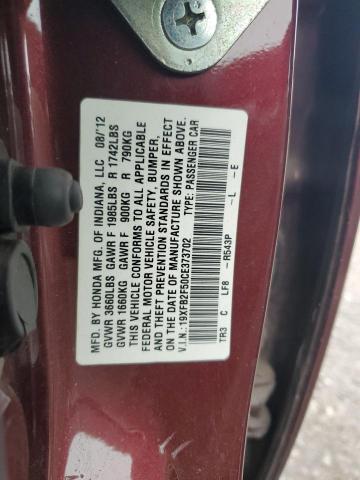 MFD. BY HONDA MFG. OF INDIANA, LLC 08/12
GVWR 3660LBS GAWR F 1985LBS R 1742LBS
GVWR 1660KG GAWR F 900KG R 790KG
THIS VEHICLE CONFORMS TO ALL APPLICABLE
FEDERAL MOTOR VEHICLE SAFETY, BUMPER,
AND THEFT PREVENTION STANDARDS IN EFFECT
ON THE DATE OF MANUFACTURE SHOWN ABOVE.
V.I.N.: 19XFB2F50CE373702 TYPE: PASSENGER CAR
TR3 C LF8 - R543P - L - E